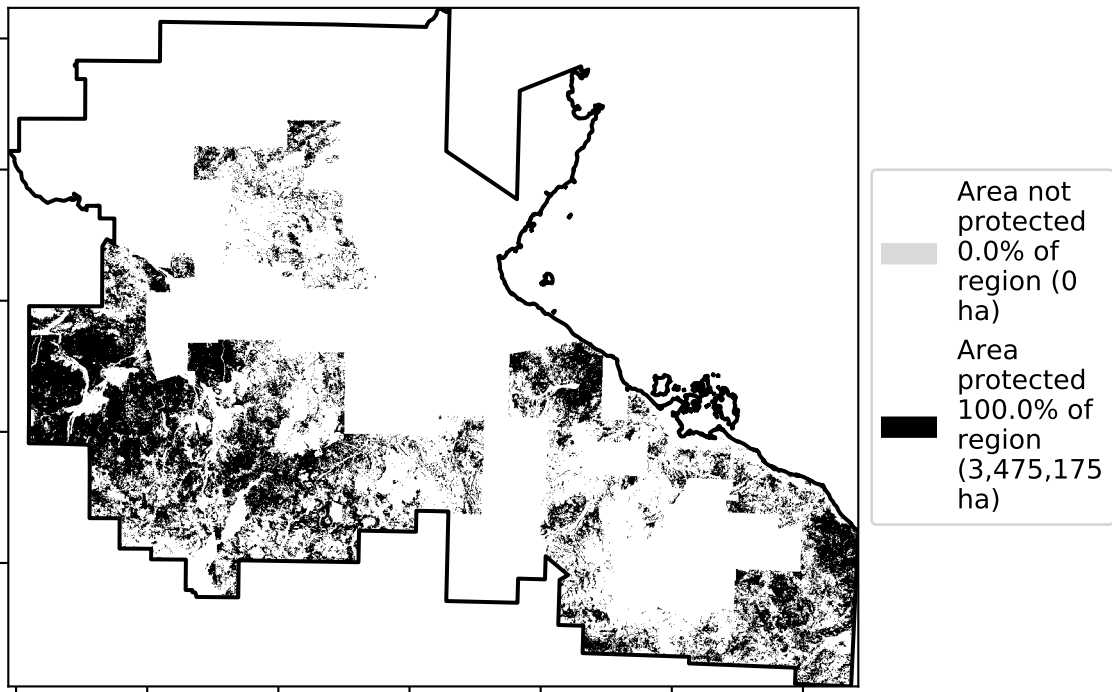 Area not
protected
0.0% of
region (0
ha)
Area
protected
100.0% of
region
(3,475,175
ha)